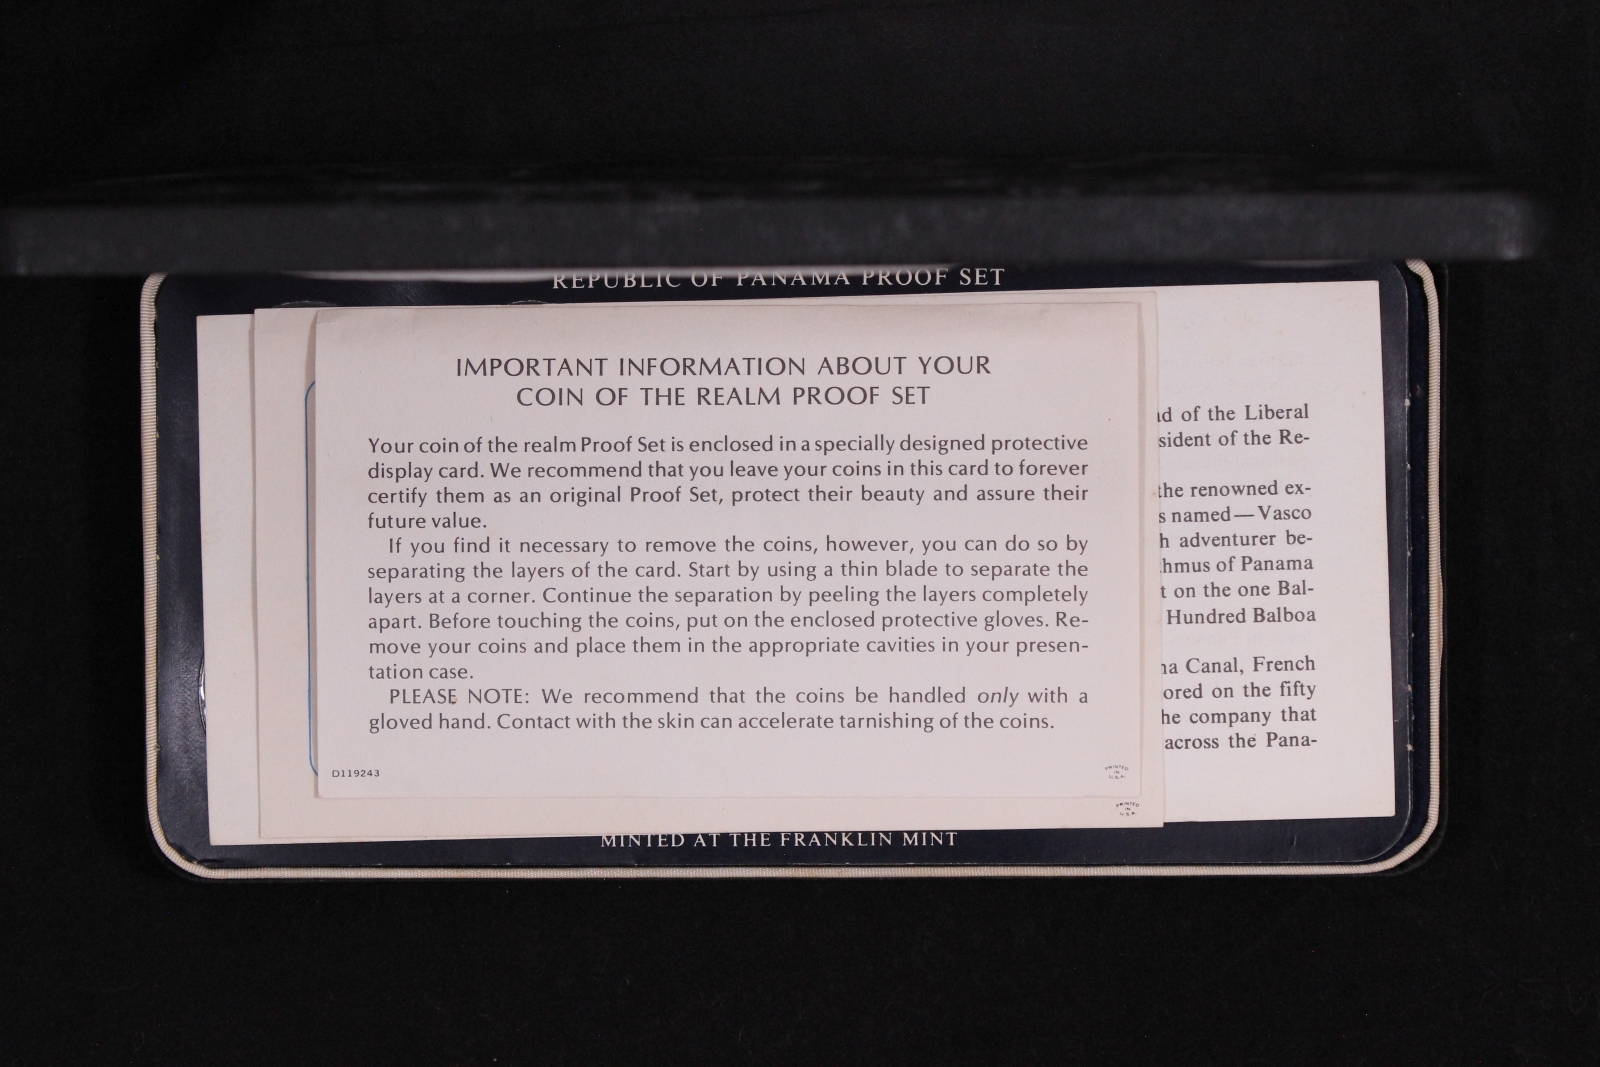 REPUBLIC OF PANAMA PROOF SET
IMPORTANT INFORMATION ABOUT YOUR
COIN OF THE REALM PROOF SET
Your coin of the realm Proof Set is enclosed in a specially designed protective
display card. We recommend that you leave your coins in this card to forever
certify them as an original Proof Set, protect their beauty and assure their
future value.
If you find it necessary to remove the coins, however, you can do so by
separating the layers of the card. Start by using a thin blade to separate the
layers at a corner. Continue the separation by peeling the layers completely
apart. Before touching the coins, put on the enclosed protective gloves. Re-
move your coins and place them in the appropriate cavities in your presen-
tation case.
PLEASE NOTE: We recommend that the coins be handled only with a
gloved hand. Contact with the skin can accelerate tarnishing of the coins.
D119243
PRINTED
IN
U.S.A.
PRINTED
IN
U.S.A.
of the Liberal
sident of the Re-
the renowned ex-
s named—Vasco
h adventurer be-
hmus of Panama
t on the one Bal-
Hundred Balboa
na Canal, French
ored on the fifty
he company that
across the Pana-
MINTED AT THE FRANKLIN MINT